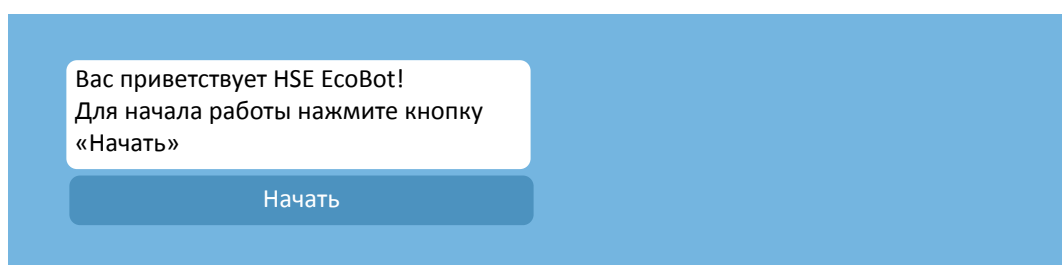 Вас приветствует HSE EcoBot!
Для начала работы нажмите кнопку
«Начать»
Начать